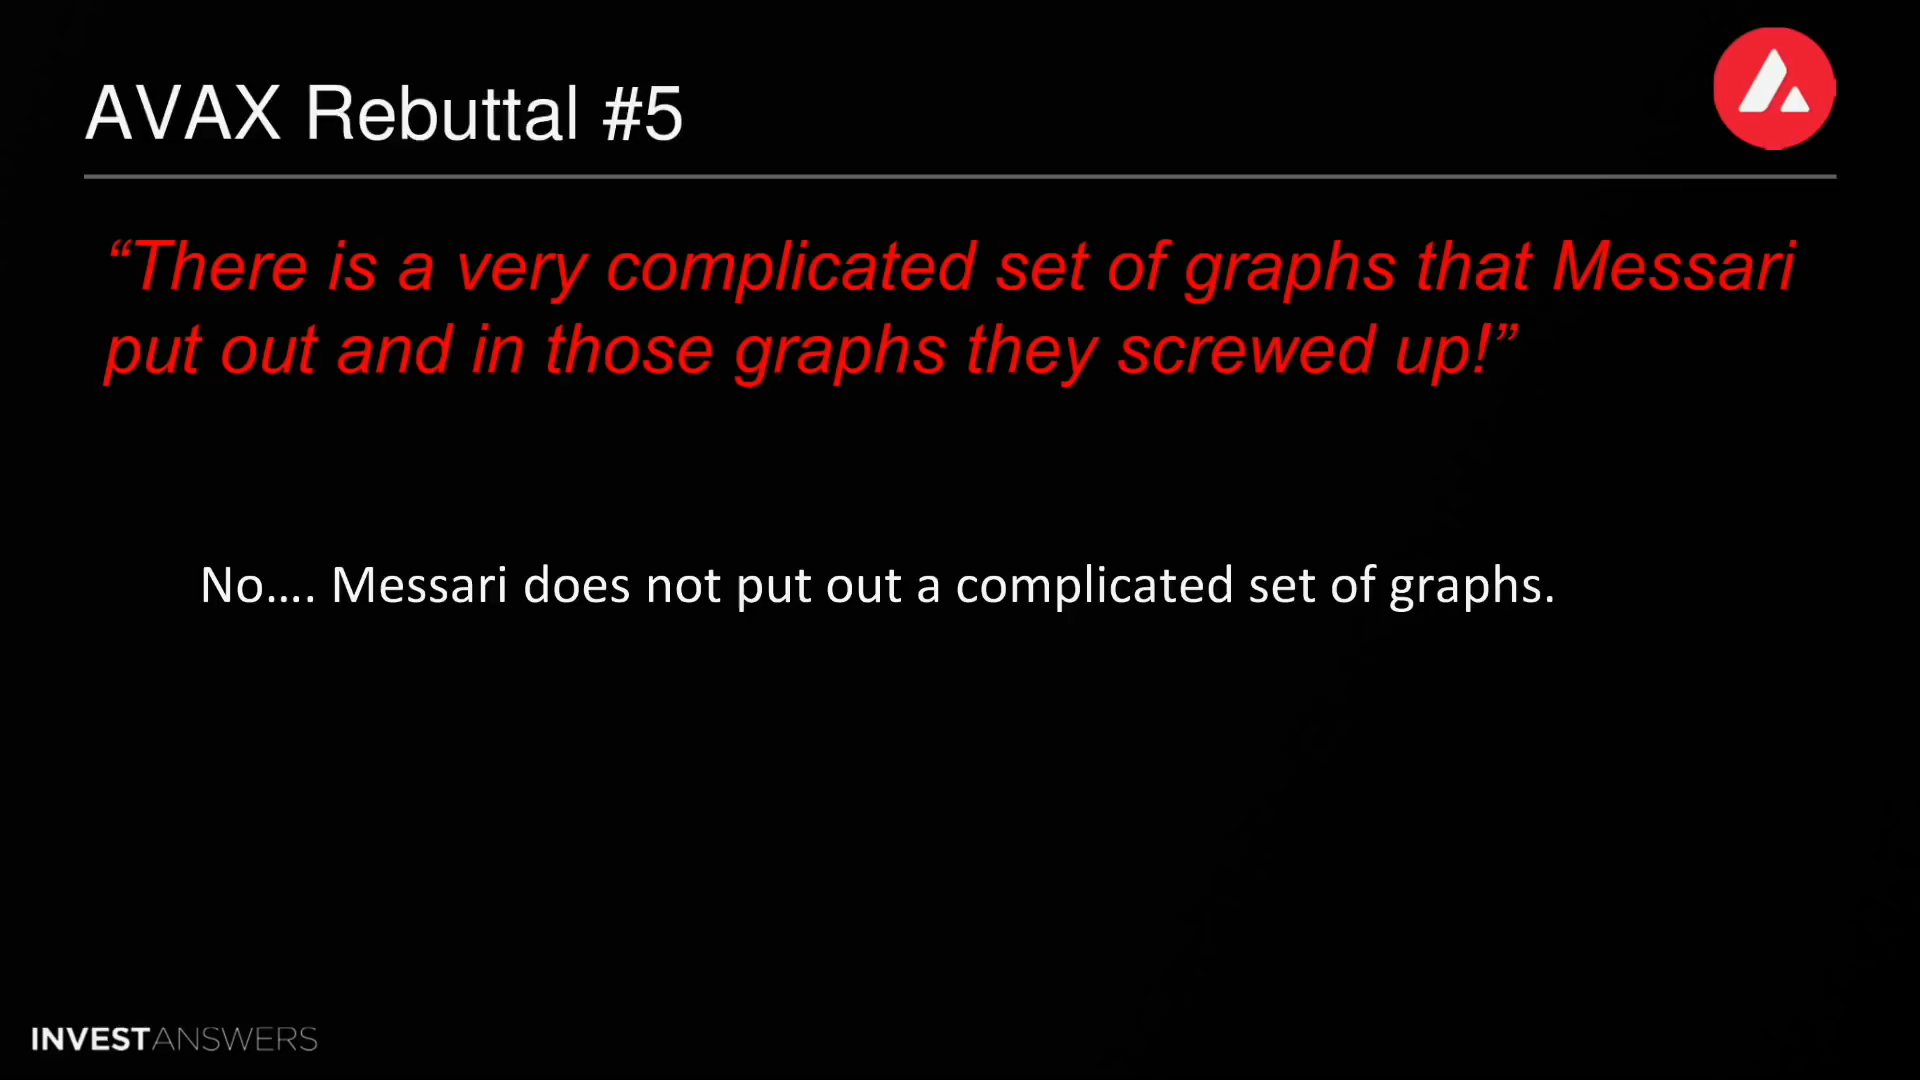 AVAX Rebuttal #5
“There is a very complicated set of graphs that Messari
put out and in those graphs they screwed up!”
No.... Messari does not put out a complicated set of graphs.
INVESTANSWERS